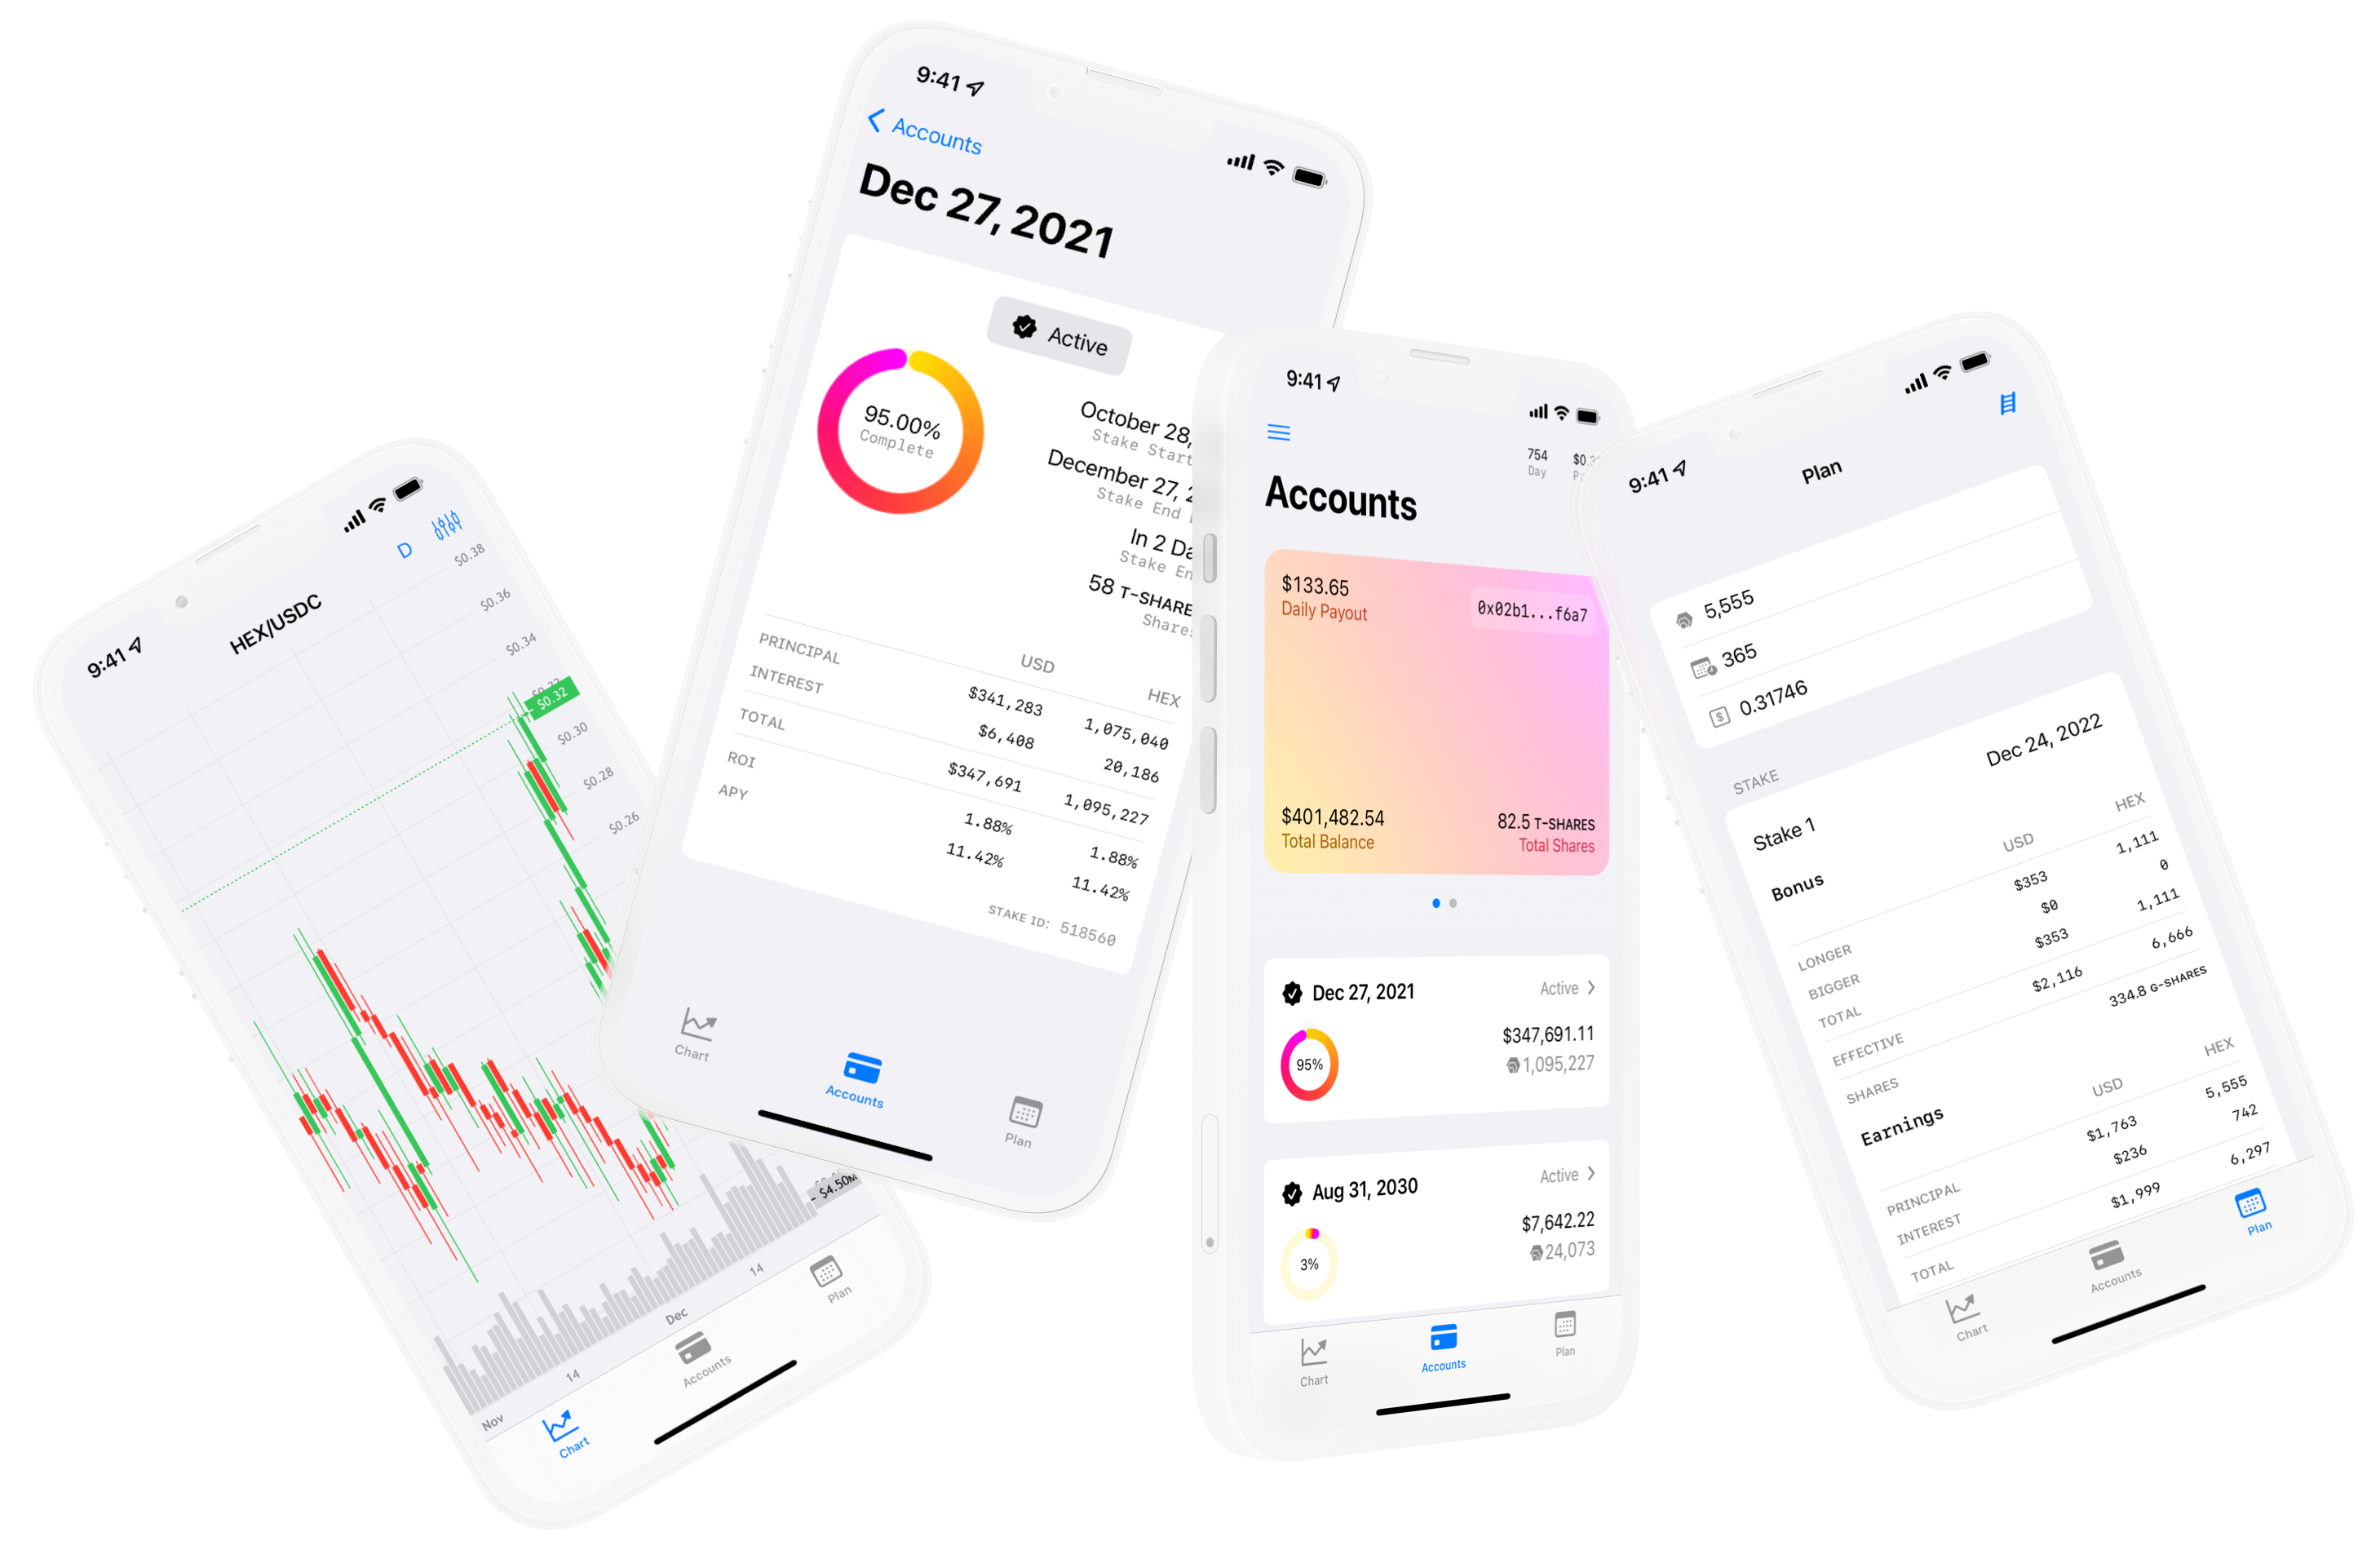 9:41
HEX/USDC
D
$0.38
$0.36
$0.34
$0.32
$0.30
$0.28
$0.26
$4.50M
Nov
14
Dec
14
Chart
Accounts
Plan
9:41
Accounts
Dec 27, 2021
Active
95.00%
Complete
October 28,
Stake Start
December 27,
Stake End
In 2
Stake
58 T-SHARE
Shares
USD HEX
PRINCIPAL $341,283 1,075,040
INTEREST $6,408 20,186
TOTAL $347,691 1,095,227
ROI 1.88% 1.88%
APY 11.42% 11.42%
STAKE ID: 518560
Chart
Accounts
Plan
9:41
754
Day
Accounts
$133.65
Daily Payout
0x02b1...f6a7
$401,482.54
Total Balance
82.5 T-SHARES
Total Shares
Dec 27, 2021 Active
95%
$347,691.11
1,095,227
Aug 31, 2030 Active
3%
$7,642.22
24,073
Chart
Accounts
Plan
9:41
Plan
5,555
365
0.31746
STAKE
Stake 1 Dec 24, 2022
Bonus USD HEX
LONGER $353 1,111
BIGGER $0 0
TOTAL $353 1,111
EFFECTIVE $2,116 6,666
SHARES 334.8 G-SHARES
Earnings USD HEX
PRINCIPAL $1,763 5,555
INTEREST $236 742
TOTAL $1,999 6,297
Chart
Accounts
Plan